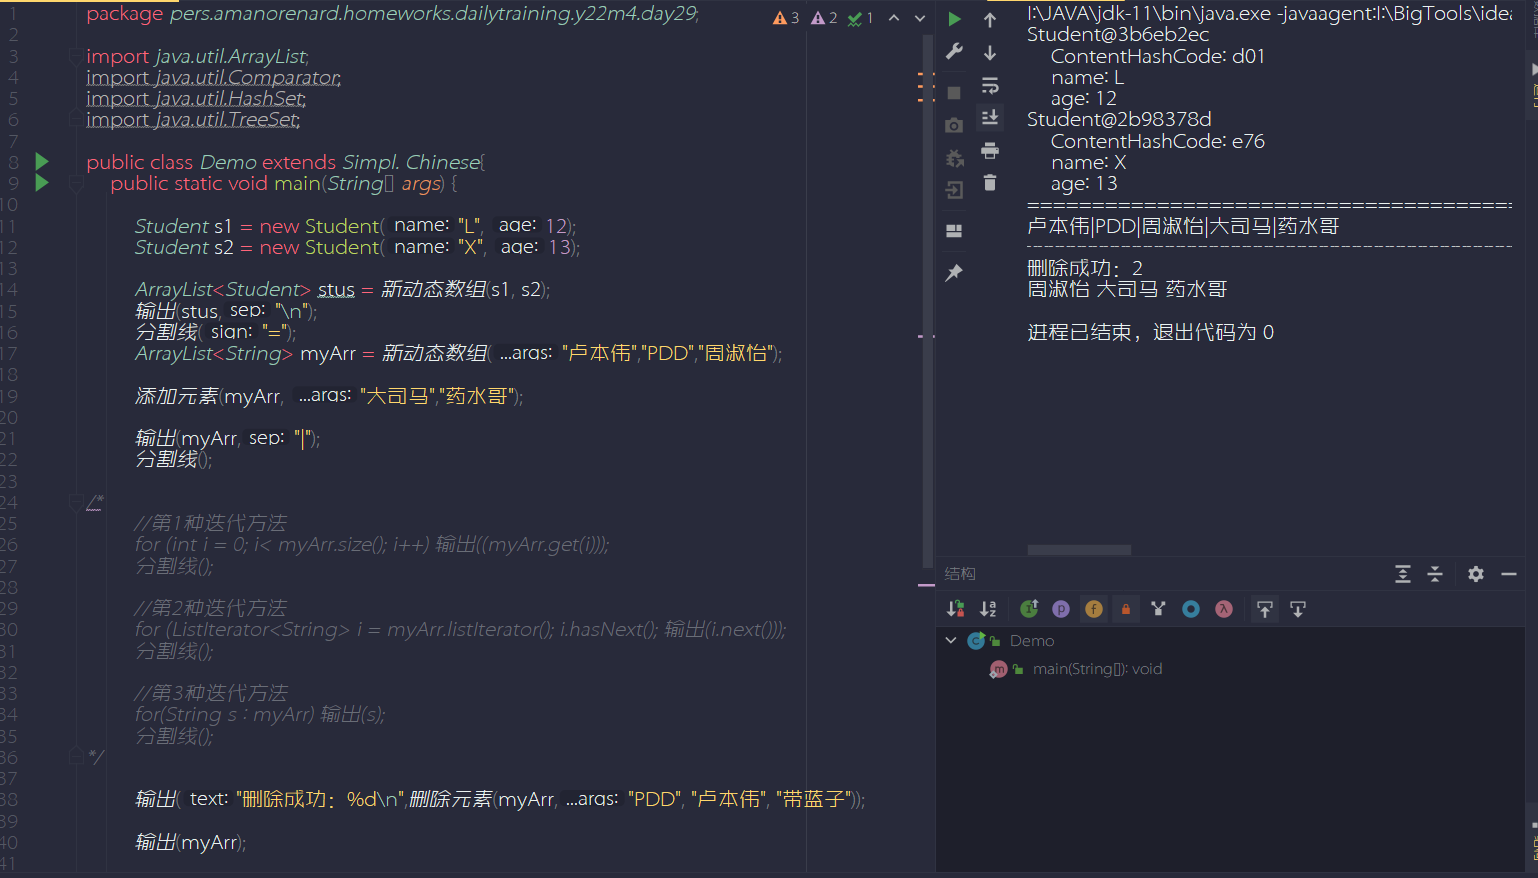 1 package pers.amanorenard.homeworks.dailytraining.y22m4.day29;
3 2 1
2
3 import java.util.ArrayList;
4 import java.util.Comparator;
5 import java.util.HashSet;
6 import java.util.TreeSet;
7
8 public class Demo extends Simpl. Chinese{
9 public static void main(String[] args) {
10
11 Student s1 = new Student( name: "L", age: 12);
12 Student s2 = new Student( name: "X", age: 13);
13
14 ArrayList<Student> stus = 新动态数组(s1, s2);
15 输出(stus, sep: "\n");
16 分割线( sign: "=");
17 ArrayList<String> myArr = 新动态数组( ...args: "卢本伟","PDD","周淑怡");
18
19 添加元素(myArr, ...args: "大司马","药水哥");
20
21 输出(myArr, sep: "|");
22 分割线();
23
24 /*
25 //第1种迭代方法
26 for (int i = 0; i< myArr.size(); i++) 输出((myArr.get(i)));
27 分割线();
28
29 //第2种迭代方法
30 for (ListIterator<String> i = myArr.listIterator(); i.hasNext(); 输出(i.next()));
31 分割线();
32
33 //第3种迭代方法
34 for(String s : myArr) 输出(s);
35 分割线();
36 */
37
38 输出( text: "删除成功：%d\n",删除元素(myArr, ...args: "PDD", "卢本伟", "带蓝子"));
39
40 输出(myArr);
41
I:\JAVA\jdk-11\bin\java.exe -javaagent:I:\BigTools\idea
Student@3b6eb2ec
ContentHashCode: d01
name: L
age: 12
Student@2b98378d
ContentHashCode: e76
name: X
age: 13
=====================================
卢本伟|PDD|周淑怡|大司马|药水哥
-------------------------------------------------
删除成功：2
周淑怡 大司马 药水哥
进程已结束，退出代码为 0
结构
Demo
main(String[]): void